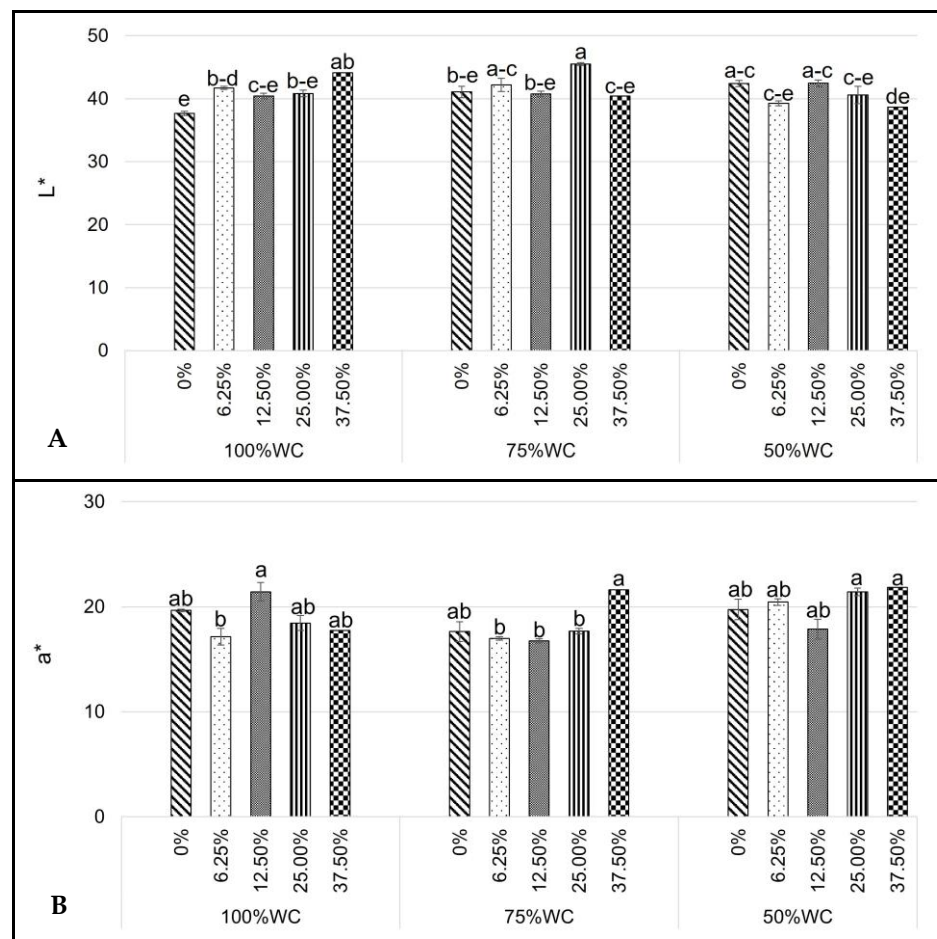 50
40
30
20
10
0
L*
e b-d c-e b-e ab b-e a-c b-e a c-e a-c c-e a-c c-e de
0% 6.25% 12.50% 25.00% 37.50% 0% 6.25% 12.50% 25.00% 37.50% 0% 6.25% 12.50% 25.00% 37.50%
100%WC 75%WC 50%WC
A
30
20
10
0
a*
ab b a ab ab ab b b b a ab ab ab a a
0% 6.25% 12.50% 25.00% 37.50% 0% 6.25% 12.50% 25.00% 37.50% 0% 6.25% 12.50% 25.00% 37.50%
100%WC 75%WC 50%WC
B